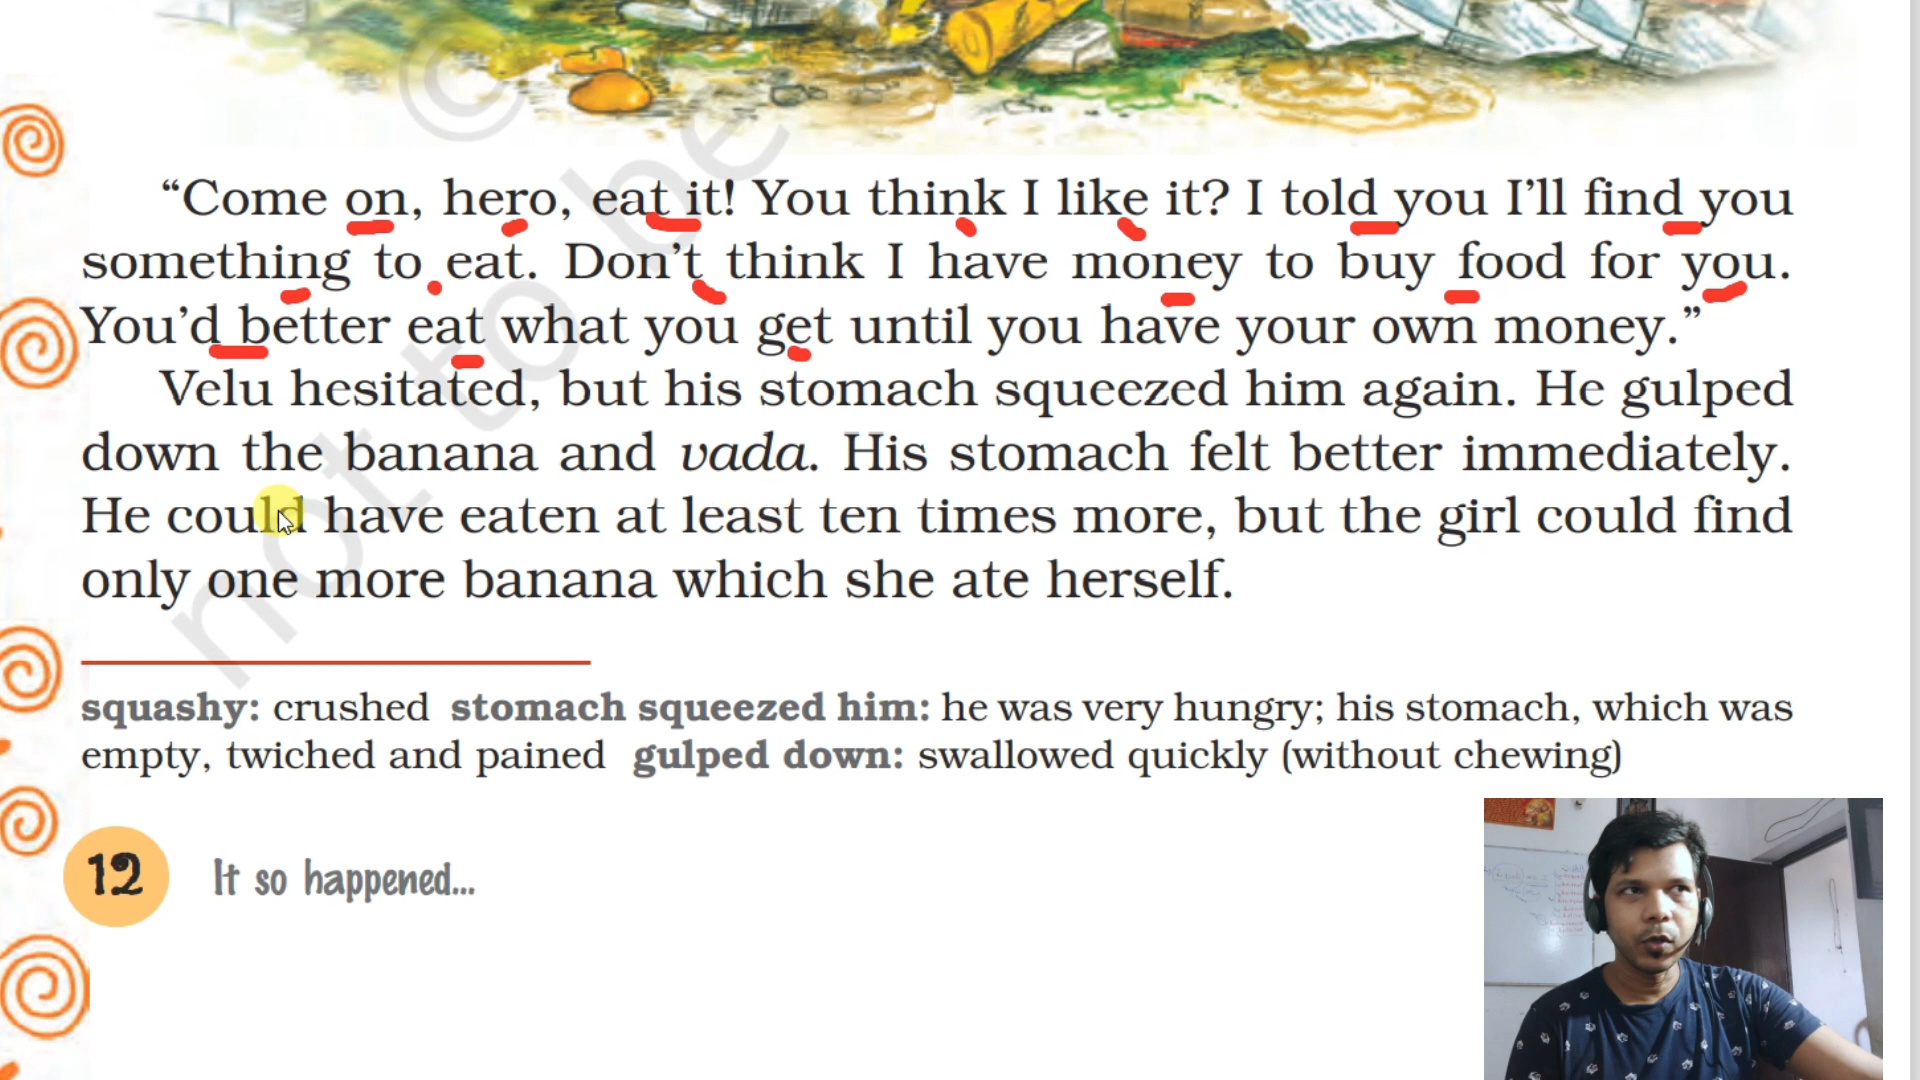 “Come on, hero, eat it! You think I like it? I told you I’ll find you
something to eat. Don’t think I have money to buy food for you.
You’d better eat what you get until you have your own money.”
Velu hesitated, but his stomach squeezed him again. He gulped
down the banana and vada. His stomach felt better immediately.
He could have eaten at least ten times more, but the girl could find
only one more banana which she ate herself.
squashy: crushed stomach squeezed him: he was very hungry; his stomach, which was
empty, twiched and pained gulped down: swallowed quickly (without chewing)
12 It so happened...
©
not to be